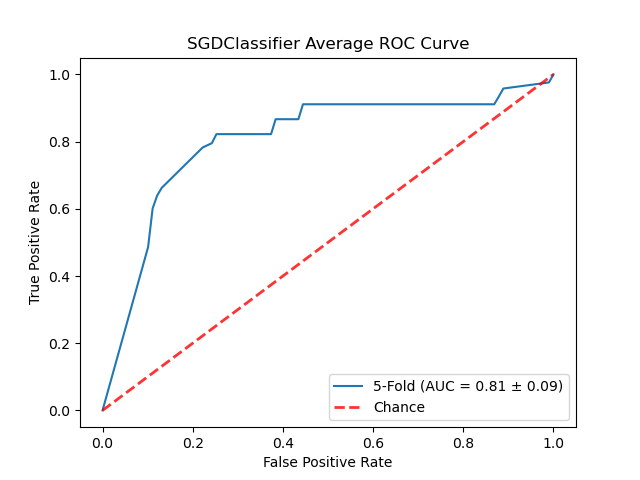 SGDClassifier Average ROC Curve
True Positive Rate
1.0
0.8
0.6
0.4
0.2
0.0
0.0 0.2 0.4 0.6 0.8 1.0
False Positive Rate
5-Fold (AUC = 0.81 ± 0.09)
Chance